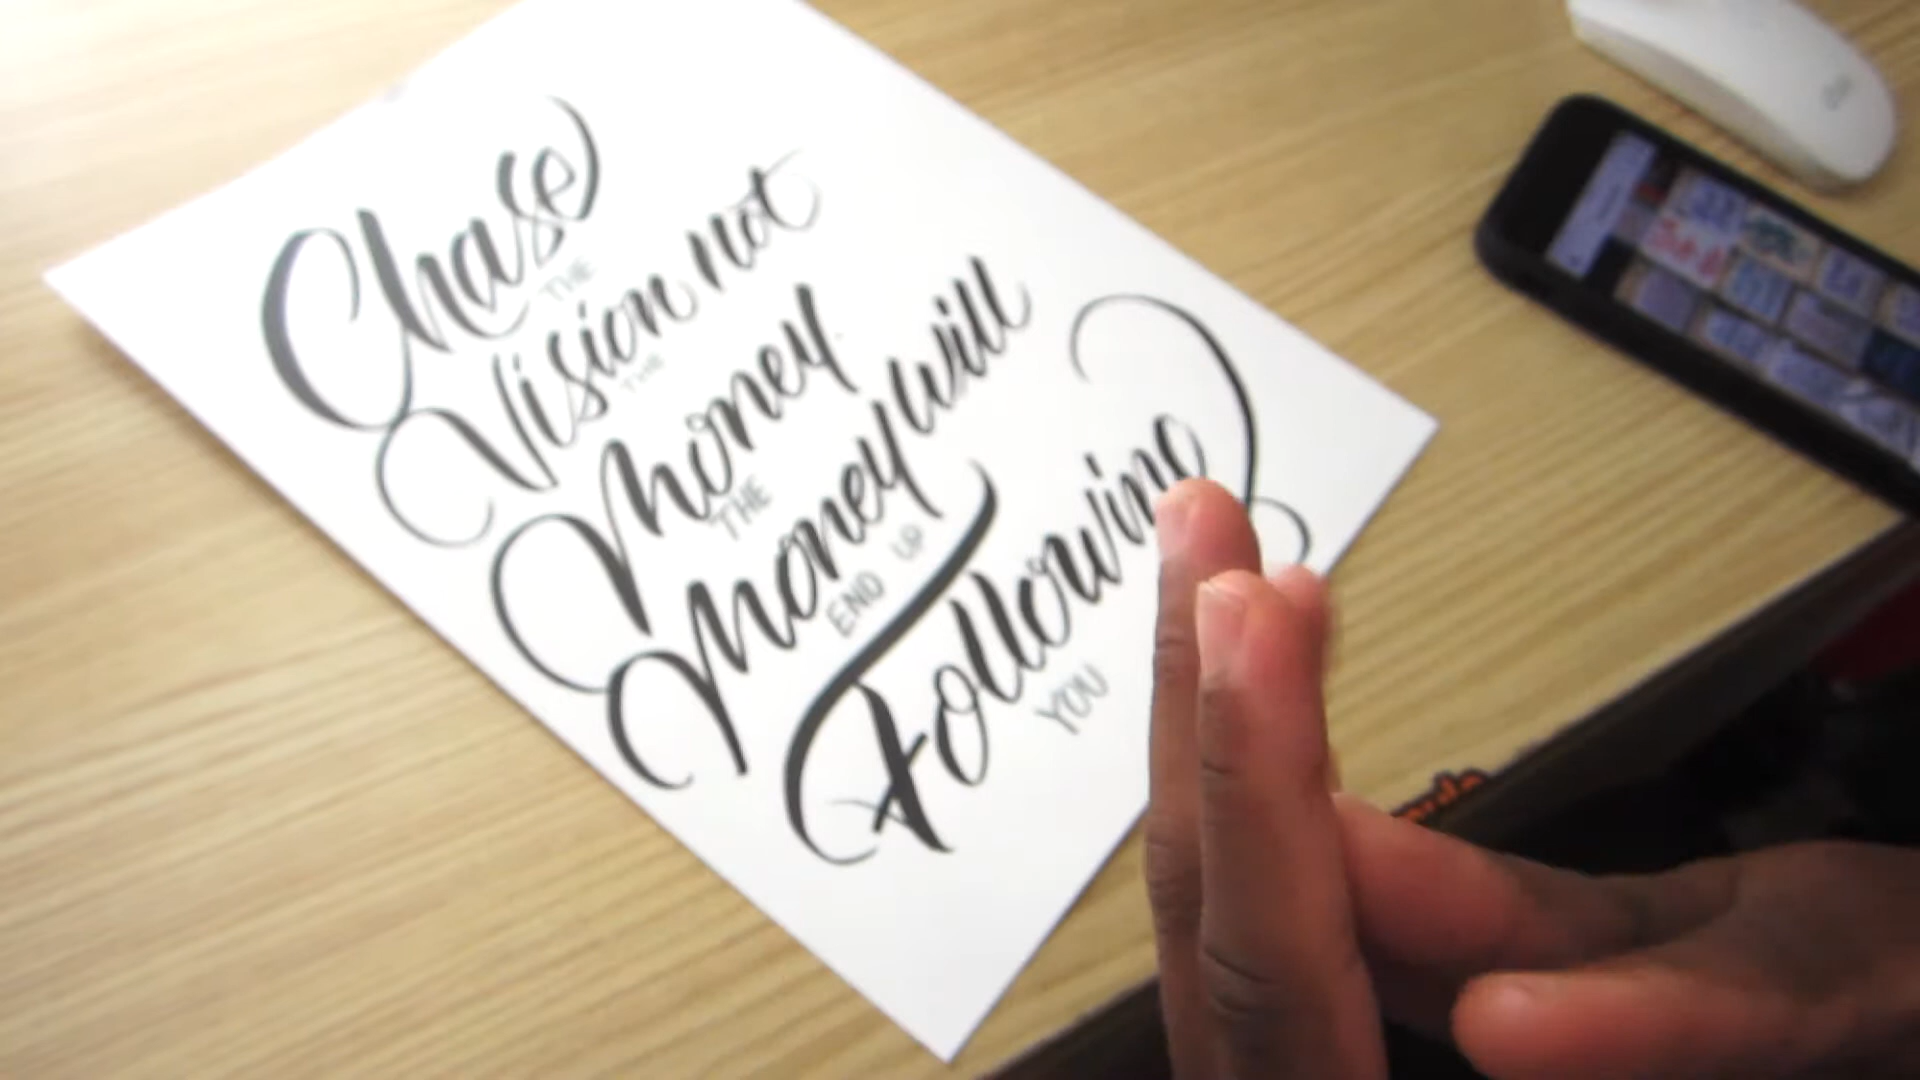 Chase
THE
Vision not
THE
Money.
THE
Money will
END UP
Following
YOU